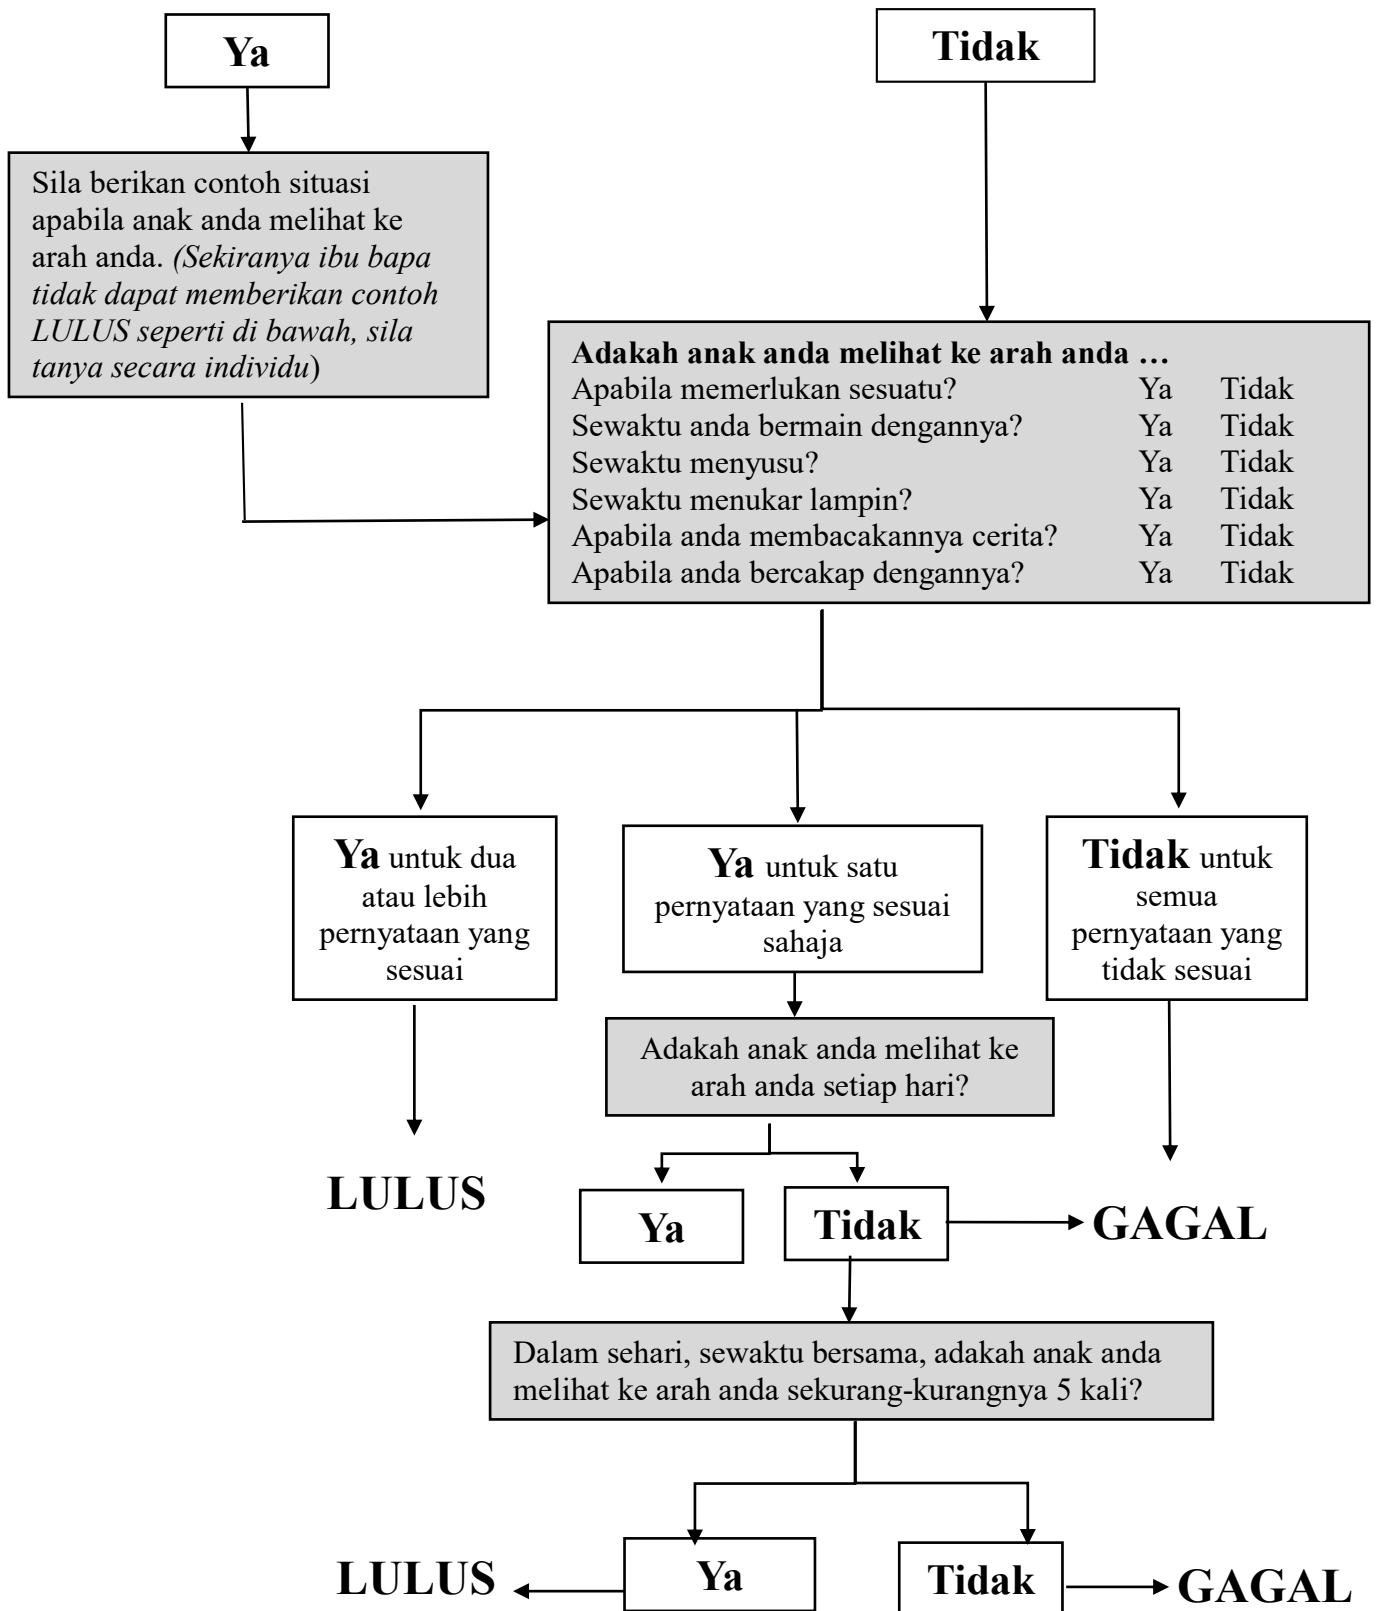 Ya
Tidak
Sila berikan contoh situasi
apabila anak anda melihat ke
arah anda. (Sekiranya ibu bapa
tidak dapat memberikan contoh
LULUS seperti di bawah, sila
tanya secara individu)
Adakah anak anda melihat ke arah anda …
Apabila memerlukan sesuatu? Ya Tidak
Sewaktu anda bermain dengannya? Ya Tidak
Sewaktu menyusu? Ya Tidak
Sewaktu menukar lampin? Ya Tidak
Apabila anda membacakannya cerita? Ya Tidak
Apabila anda bercakap dengannya? Ya Tidak
Ya untuk dua
atau lebih
pernyataan yang
sesuai
Ya untuk satu
pernyataan yang sesuai
sahaja
Tidak untuk
semua
pernyataan yang
tidak sesuai
Adakah anak anda melihat ke
arah anda setiap hari?
LULUS
Ya
Tidak
GAGAL
Dalam sehari, sewaktu bersama, adakah anak anda
melihat ke arah anda sekurang-kurangnya 5 kali?
LULUS
Ya
Tidak
GAGAL